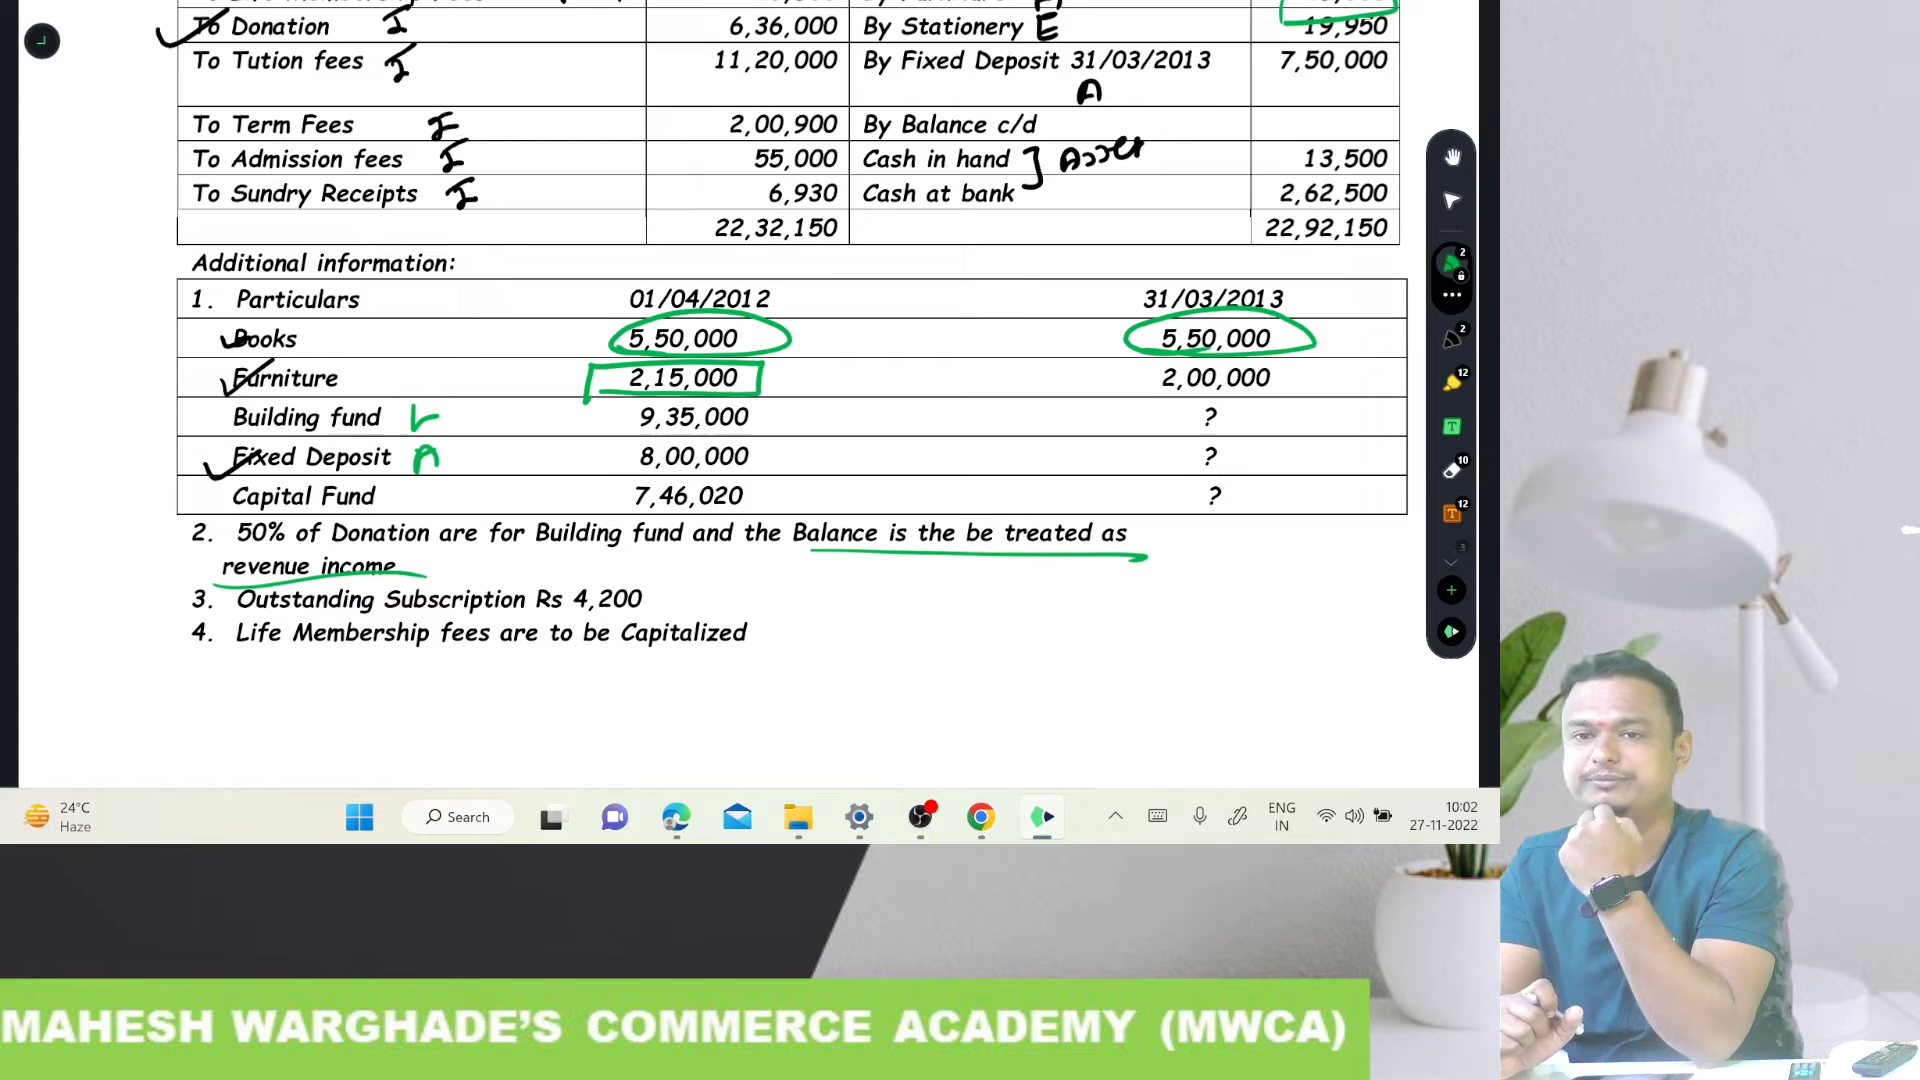 To Donation I 6,36,000 By Stationery E 19,950
To Tution fees I 11,20,000 By Fixed Deposit 31/03/2013 7,50,000
A
To Term Fees I 2,00,900 By Balance c/d
To Admission fees I 55,000 Cash in hand ] Asset 13,500
To Sundry Receipts I 6,930 Cash at bank 2,62,500
22,32,150 22,92,150
Additional information:
1. Particulars 01/04/2012 31/03/2013
Books 5,50,000 5,50,000
Furniture 2,15,000 2,00,000
Building fund L 9,35,000 ?
Fixed Deposit A 8,00,000 ?
Capital Fund 7,46,020 ?
2. 50% of Donation are for Building fund and the Balance is the be treated as
revenue income
3. Outstanding Subscription Rs 4,200
4. Life Membership fees are to be Capitalized
2
2
12
T
10
T 12
3
24°C
Haze
Search
ENG
IN
10:02
27-11-2022
MAHESH WARGHADE'S COMMERCE ACADEMY (MWCA)